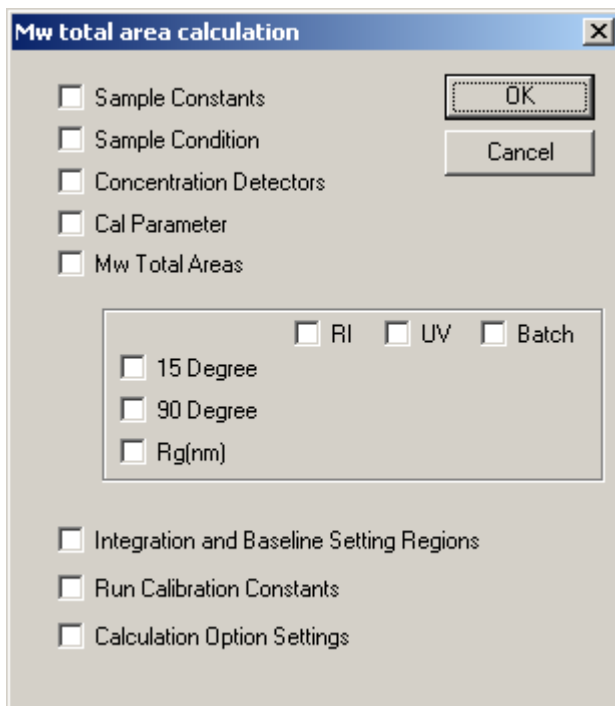 Mw total area calculation
Sample Constants
OK
Sample Condition
Cancel
Concentration Detectors
Cal Parameter
Mw Total Areas
RI UV Batch
15 Degree
90 Degree
Rg(nm)
Integration and Baseline Setting Regions
Run Calibration Constants
Calculation Option Settings